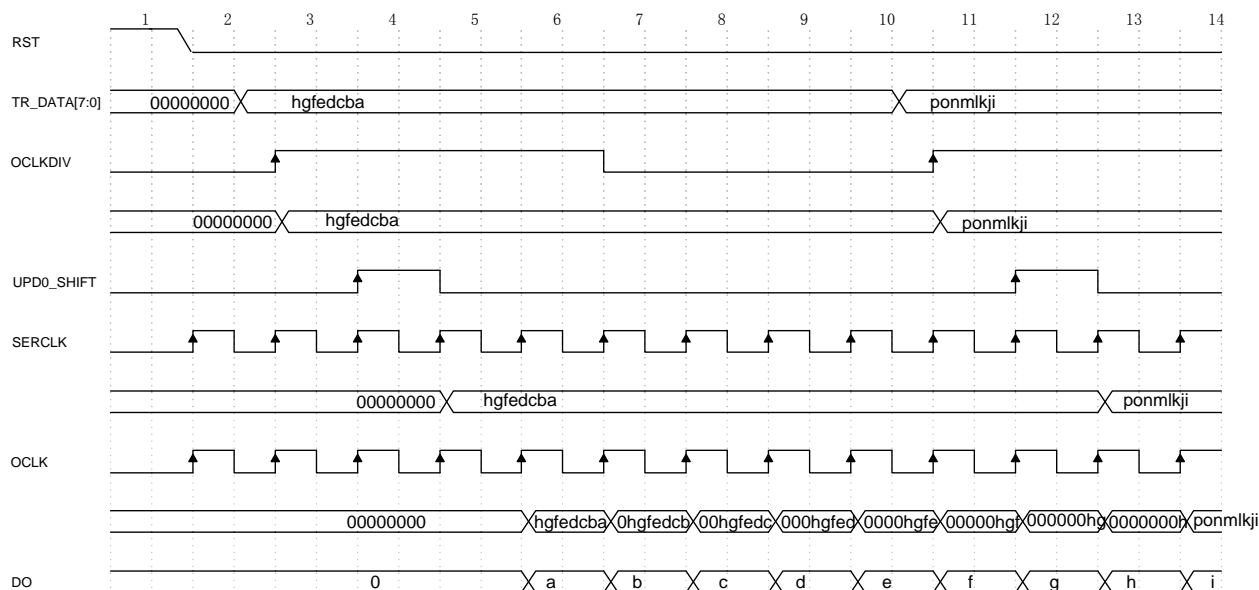 1 2 3 4 5 6 7 8 9 10 11 12 13 14
RST
TR_DATA[7:0] 00000000 hgfedcba ponmlkji
OCLKDIV
00000000 hgfedcba ponmlkji
UPD0_SHIFT
SERCLK
00000000 hgfedcba ponmlkji
OCLK
00000000 hgfedcba 0hgfedcb 00hgfedc 000hgfed 0000hgfe 00000hgf 000000hg 0000000h ponmlkji
DO 0 a b c d e f g h i